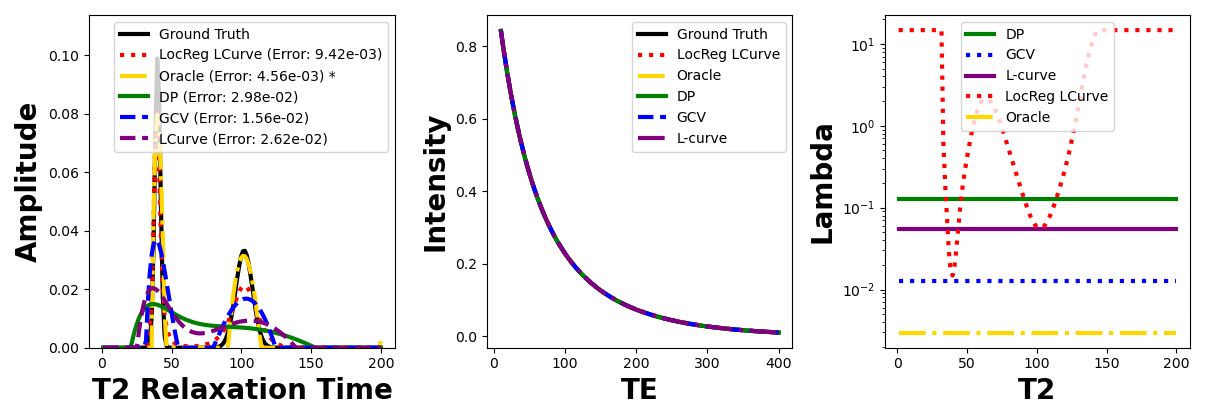 Ground Truth
LocReg LCurve (Error: 9.42e-03)
Oracle (Error: 4.56e-03) *
DP (Error: 2.98e-02)
GCV (Error: 1.56e-02)
LCurve (Error: 2.62e-02)
0.10
0.08
0.06
0.04
0.02
0.00
Amplitude
0 50 100 150 200
T2 Relaxation Time
Ground Truth
LocReg LCurve
Oracle
DP
GCV
L-curve
0.8
0.6
0.4
0.2
0.0
Intensity
0 100 200 300 400
TE
DP
GCV
L-curve
LocReg LCurve
Oracle
10¹
10⁰
10⁻¹
10⁻²
Lambda
0 50 100 150 200
T2